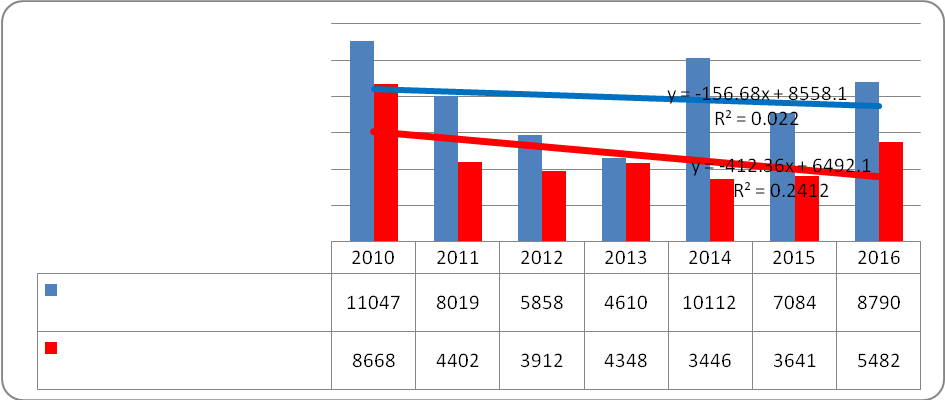 y = -156.68x + 8558.1
R² = 0.022
y = -412.36x + 6492.1
R² = 0.2412
2010 2011 2012 2013 2014 2015 2016
11047 8019 5858 4610 10112 7084 8790
8668 4402 3912 4348 3446 3641 5482